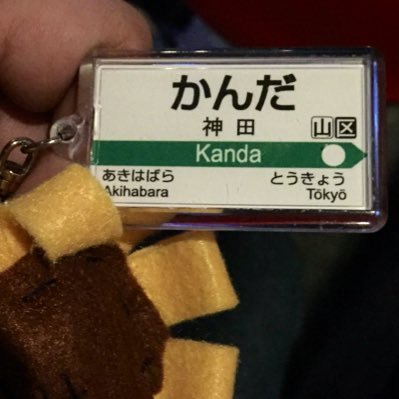 かんだ
神田
山区
Kanda
あきはばら
とうきょう
Akihabara
Tōkyō